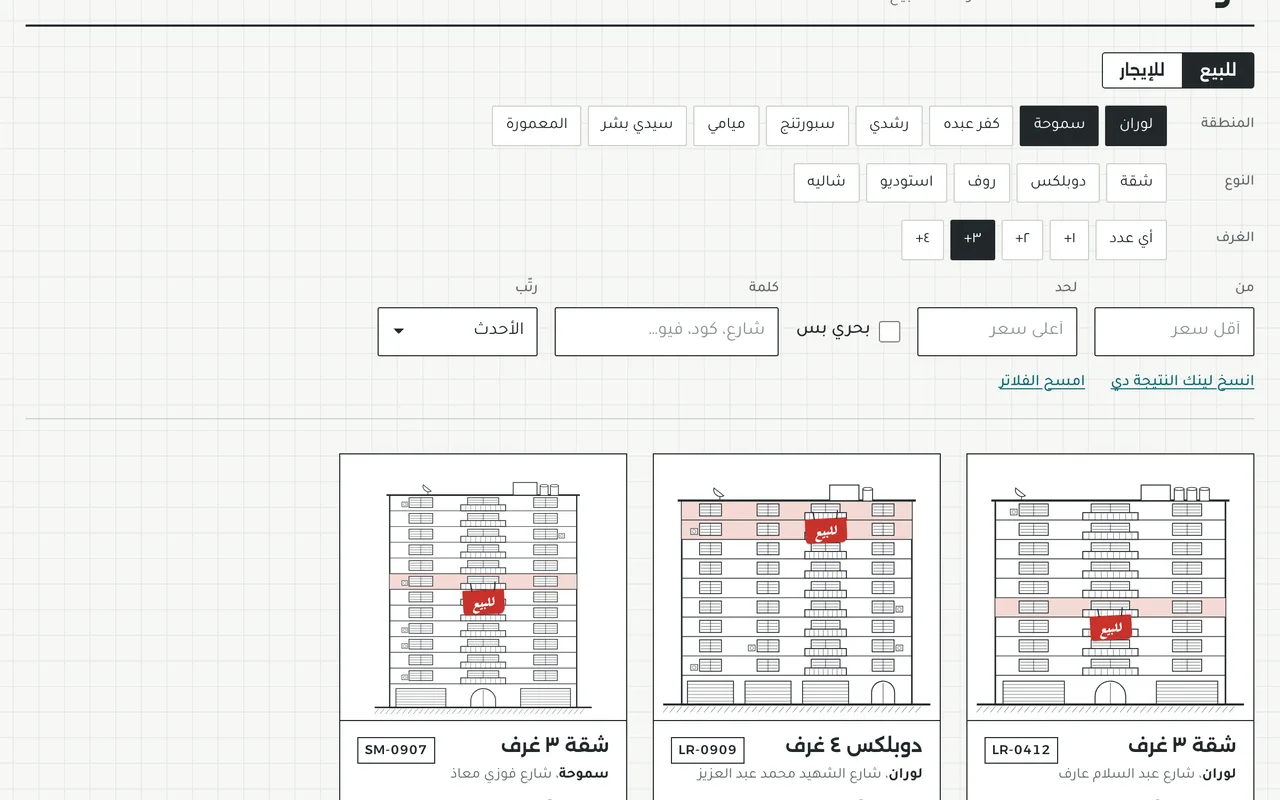 للبيع للإيجار
المنطقة لوران سموحة كفر عبده رشدي سبورتنج ميامي سيدي بشر المعمورة
النوع شقة دوبلكس روف استوديو شاليه
الغرف أي عدد ١+ ٢+ ٣+ ٤+
من لحد كلمة رتّب
أقل سعر أعلى سعر بحري بس شارع، كود، ڤيو... الأحدث
انسخ لينك النتيجة دي امسح الفلاتر
للبيع للبيع للبيع
شقة ٣ غرف LR-0412
لوران، شارع عبد السلام عارف
دوبلكس ٤ غرف LR-0909
لوران، شارع الشهيد محمد عبد العزيز
شقة ٣ غرف SM-0907
سموحة، شارع فوزي معاذ